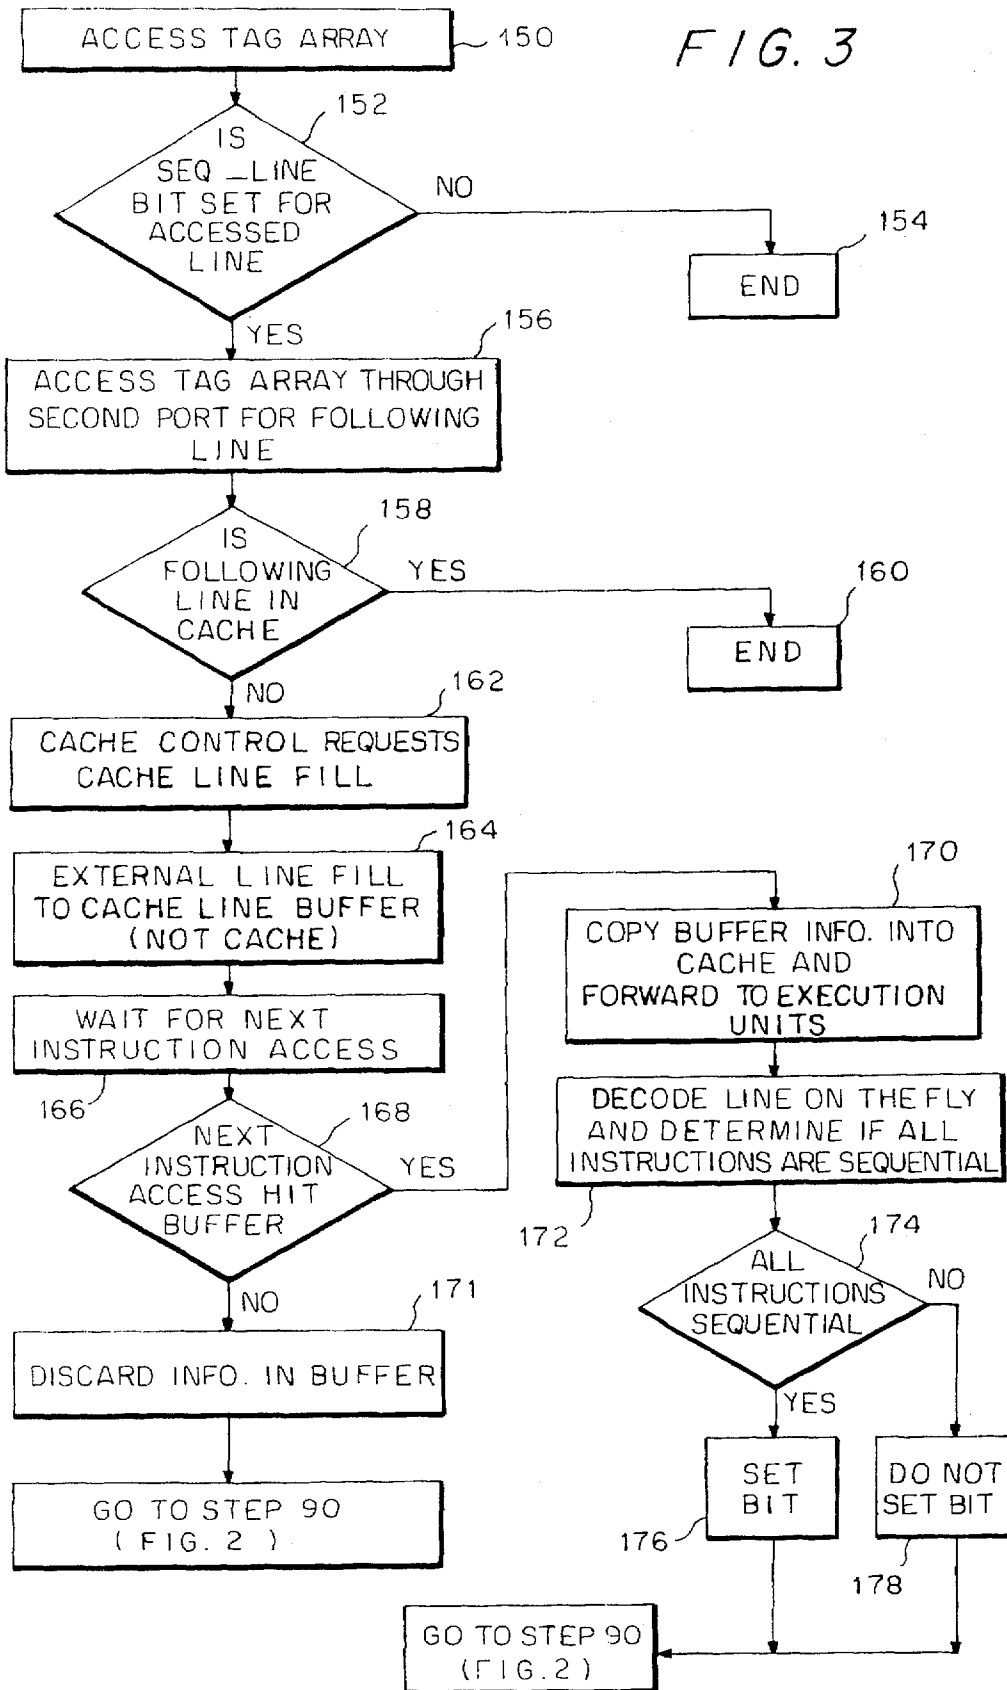 FIG. 3
ACCESS TAG ARRAY
150
152
IS
SEQ_LINE
BIT SET FOR
ACCESSED
LINE
NO
154
END
YES
156
ACCESS TAG ARRAY THROUGH
SECOND PORT FOR FOLLOWING
LINE
158
IS
FOLLOWING
LINE IN
CACHE
YES
160
END
NO
162
CACHE CONTROL REQUESTS
CACHE LINE FILL
164
EXTERNAL LINE FILL
TO CACHE LINE BUFFER
(NOT CACHE)
WAIT FOR NEXT
INSTRUCTION ACCESS
166
168
NEXT
INSTRUCTION
ACCESS HIT
BUFFER
YES
NO
171
DISCARD INFO. IN BUFFER
GO TO STEP 90
(FIG. 2)
170
COPY BUFFER INFO. INTO
CACHE AND
FORWARD TO EXECUTION
UNITS
DECODE LINE ON THE FLY
AND DETERMINE IF ALL
INSTRUCTIONS ARE SEQUENTIAL
172
174
ALL
INSTRUCTIONS
SEQUENTIAL
NO
YES
SET
BIT
176
DO NOT
SET BIT
178
GO TO STEP 90
(FIG. 2)